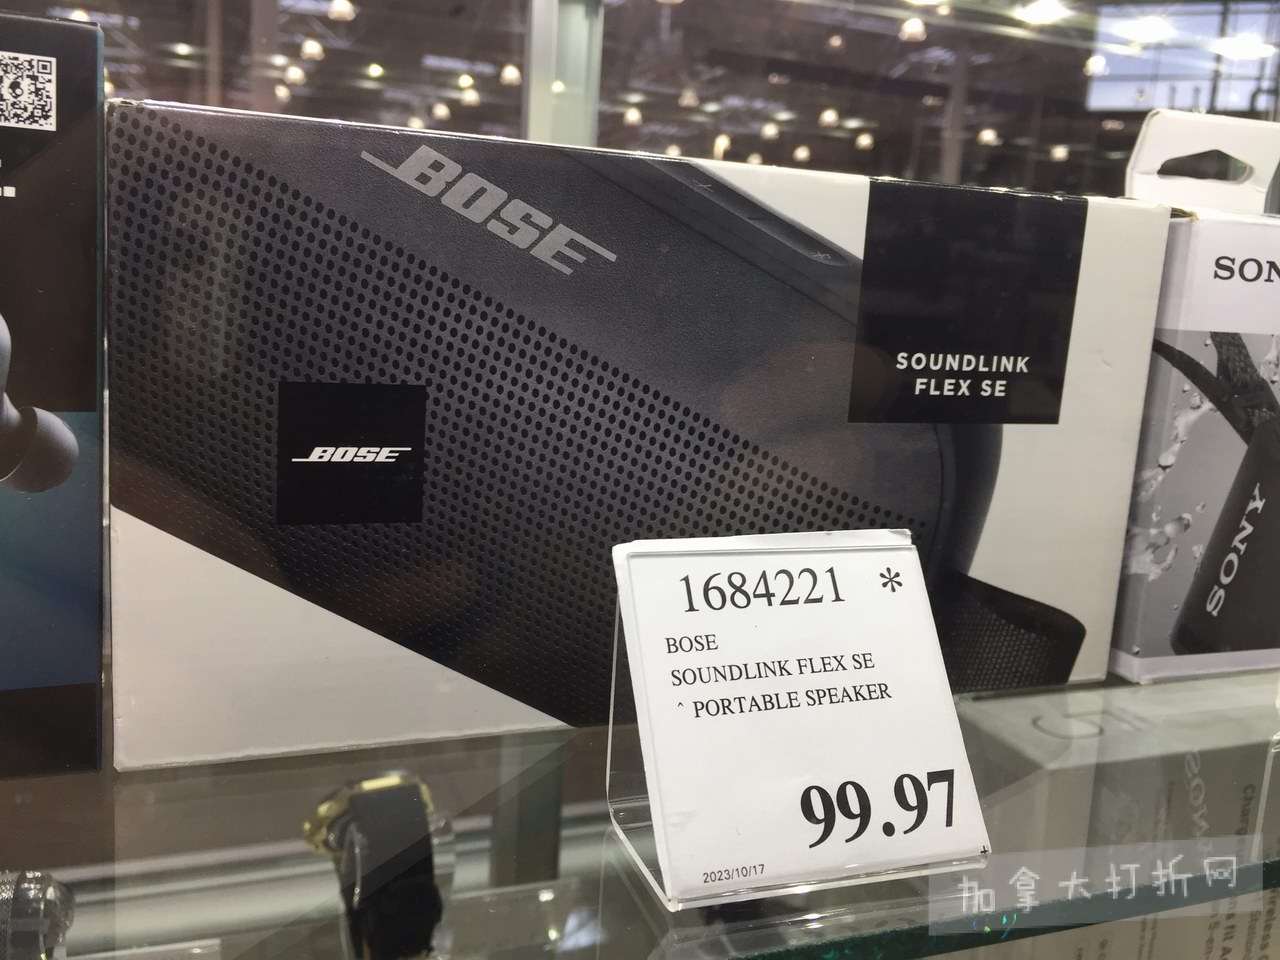 BOSE
SOUNDLINK
FLEX SE
BOSE
SON
SONY
1684221 *
BOSE
SOUNDLINK FLEX SE
^ PORTABLE SPEAKER
99.97
2023/10/17
+
加拿大打折网